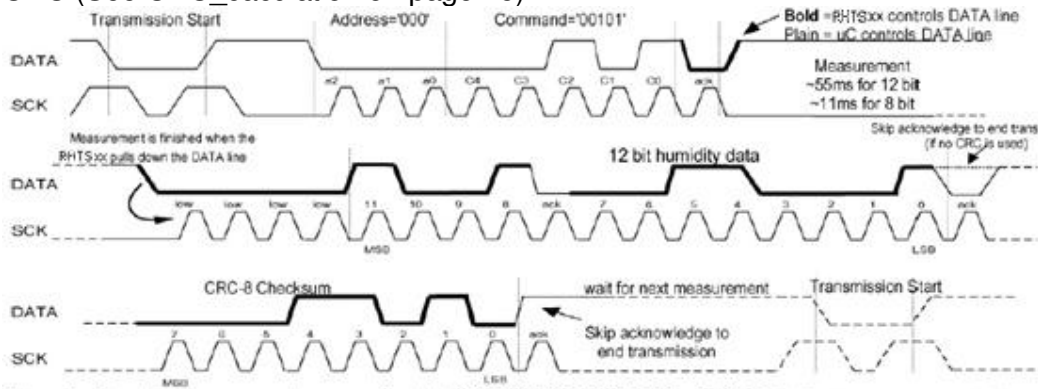 Transmission Start Address='000' Command='00101' Bold =RHTSxx controls DATA line
Plain = uC controls DATA line
DATA
a2 a1 a0 C4 C3 C2 C1 C0 ack
Measurement
~55ms for 12 bit
~11ms for 8 bit
SCK
Measurement is finished when the
RHTSxx pulls down the DATA line
12 bit humidity data
Skip acknowledge to end trans
(if no CRC is used)
DATA
low low low low 11 10 9 8 ack 7 6 5 4 3 2 1 0 ack
SCK
MSB LSB
CRC-8 Checksum wait for next measurement Transmission Start
DATA
7 6 5 4 3 2 1 0 ack
Skip acknowledge to
end transmission
SCK
MSB LSB